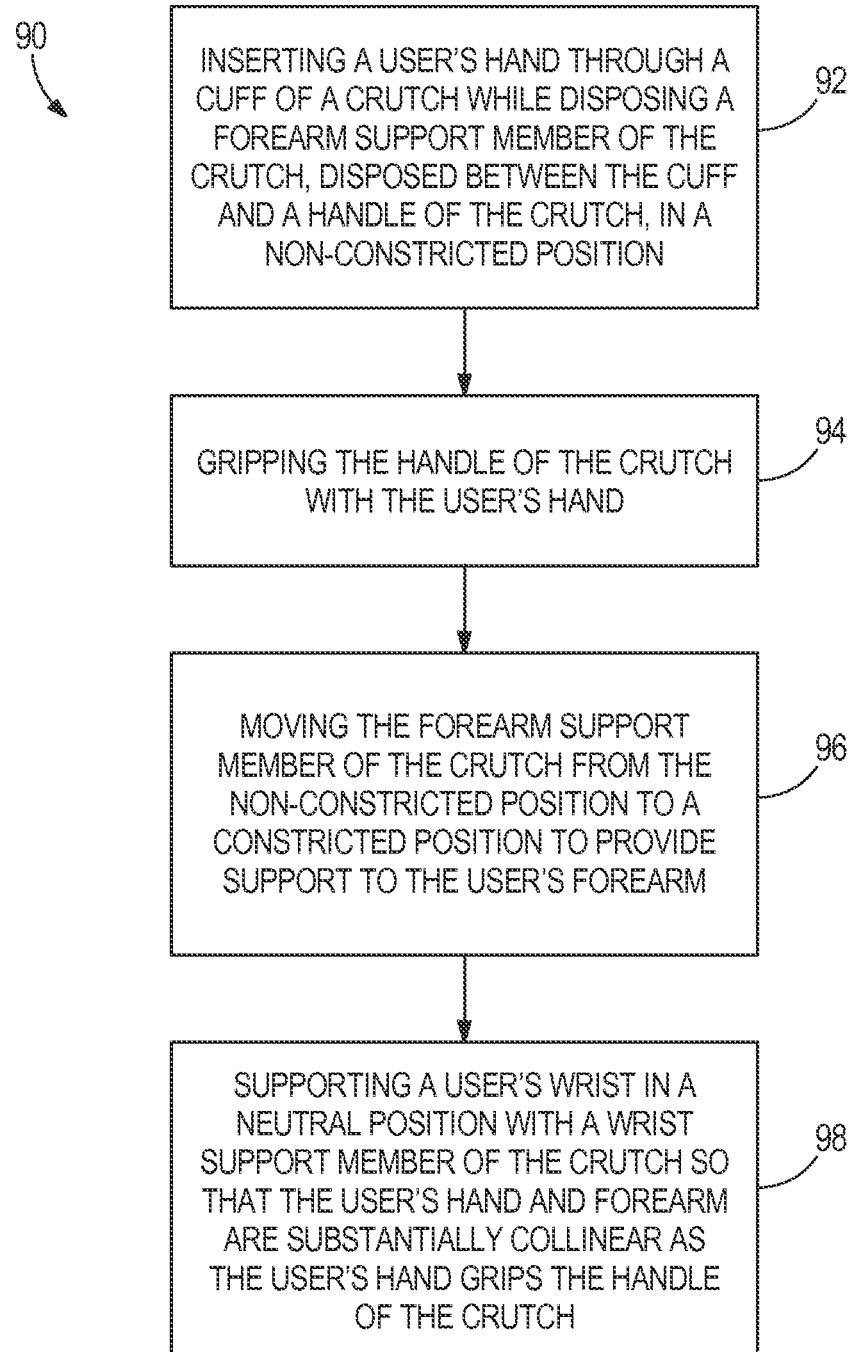 90
INSERTING A USER'S HAND THROUGH A
CUFF OF A CRUTCH WHILE DISPOSING A
FOREARM SUPPORT MEMBER OF THE
CRUTCH, DISPOSED BETWEEN THE CUFF
AND A HANDLE OF THE CRUTCH, IN A
NON-CONSTRICTED POSITION
92
GRIPPING THE HANDLE OF THE CRUTCH
WITH THE USER'S HAND
94
MOVING THE FOREARM SUPPORT
MEMBER OF THE CRUTCH FROM THE
NON-CONSTRICTED POSITION TO A
CONSTRICTED POSITION TO PROVIDE
SUPPORT TO THE USER'S FOREARM
96
SUPPORTING A USER'S WRIST IN A
NEUTRAL POSITION WITH A WRIST
SUPPORT MEMBER OF THE CRUTCH SO
THAT THE USER'S HAND AND FOREARM
ARE SUBSTANTIALLY COLLINEAR AS
THE USER'S HAND GRIPS THE HANDLE
OF THE CRUTCH
98